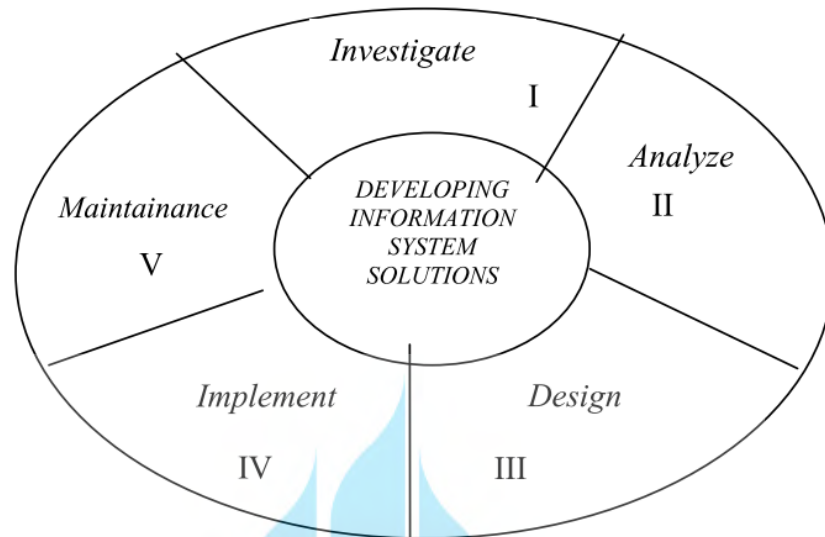 Investigate
I
Analyze
II
DEVELOPING
INFORMATION
SYSTEM
SOLUTIONS
Maintainance
V
Implement
IV
Design
III